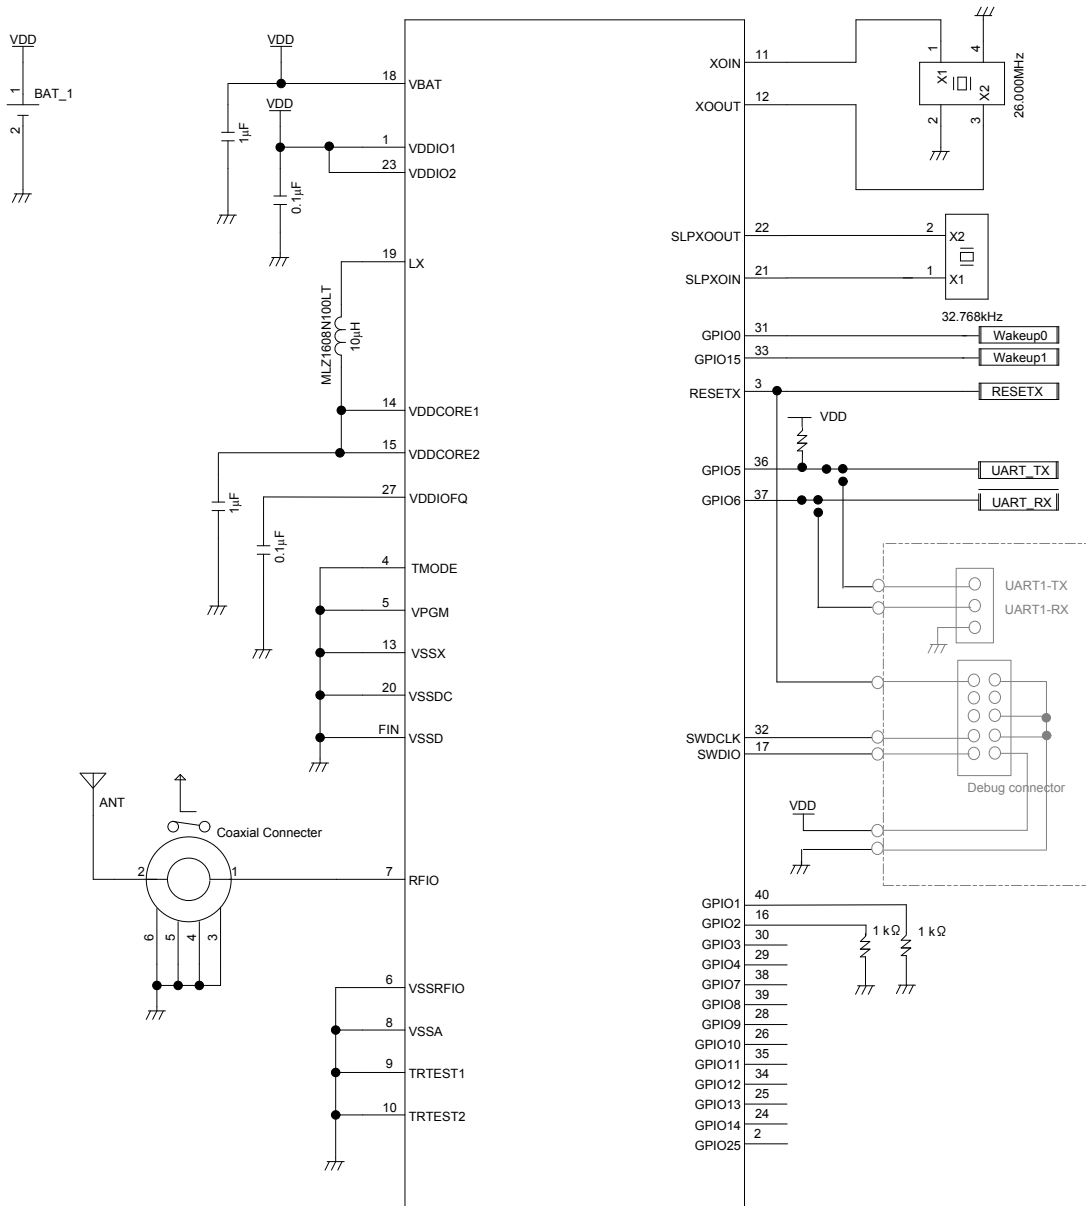 VDD
1
BAT_1
2
VDD
18
VBAT
1μF
VDD
1
VDDIO1
23
VDDIO2
0.1μF
19
LX
MLZ1608N100LT
10μH
14
VDDCORE1
15
VDDCORE2
1μF
27
VDDIOFQ
0.1μF
4
TMODE
5
VPGM
13
VSSX
20
VSSDC
FIN
VSSD
ANT
Coaxial Connecter
2
1
7
RFIO
6
5
4
3
6
VSSRFIO
8
VSSA
9
TRTEST1
10
TRTEST2
XOIN
11
XOOUT
12
1
4
X1
X2
2
3
26.000MHz
SLPXOOUT
22
2
X2
SLPXOIN
21
1
X1
32.768kHz
GPIO0
31
Wakeup0
GPIO15
33
Wakeup1
RESETX
3
RESETX
VDD
GPIO5
36
UART_TX
GPIO6
37
UART_RX
UART1-TX
UART1-RX
SWDCLK
32
SWDIO
17
Debug connector
VDD
GPIO1
40
GPIO2
16
1 kΩ
1 kΩ
GPIO3
30
GPIO4
29
GPIO7
38
GPIO8
39
GPIO9
28
GPIO10
26
GPIO11
35
GPIO12
34
GPIO13
25
GPIO14
24
GPIO25
2